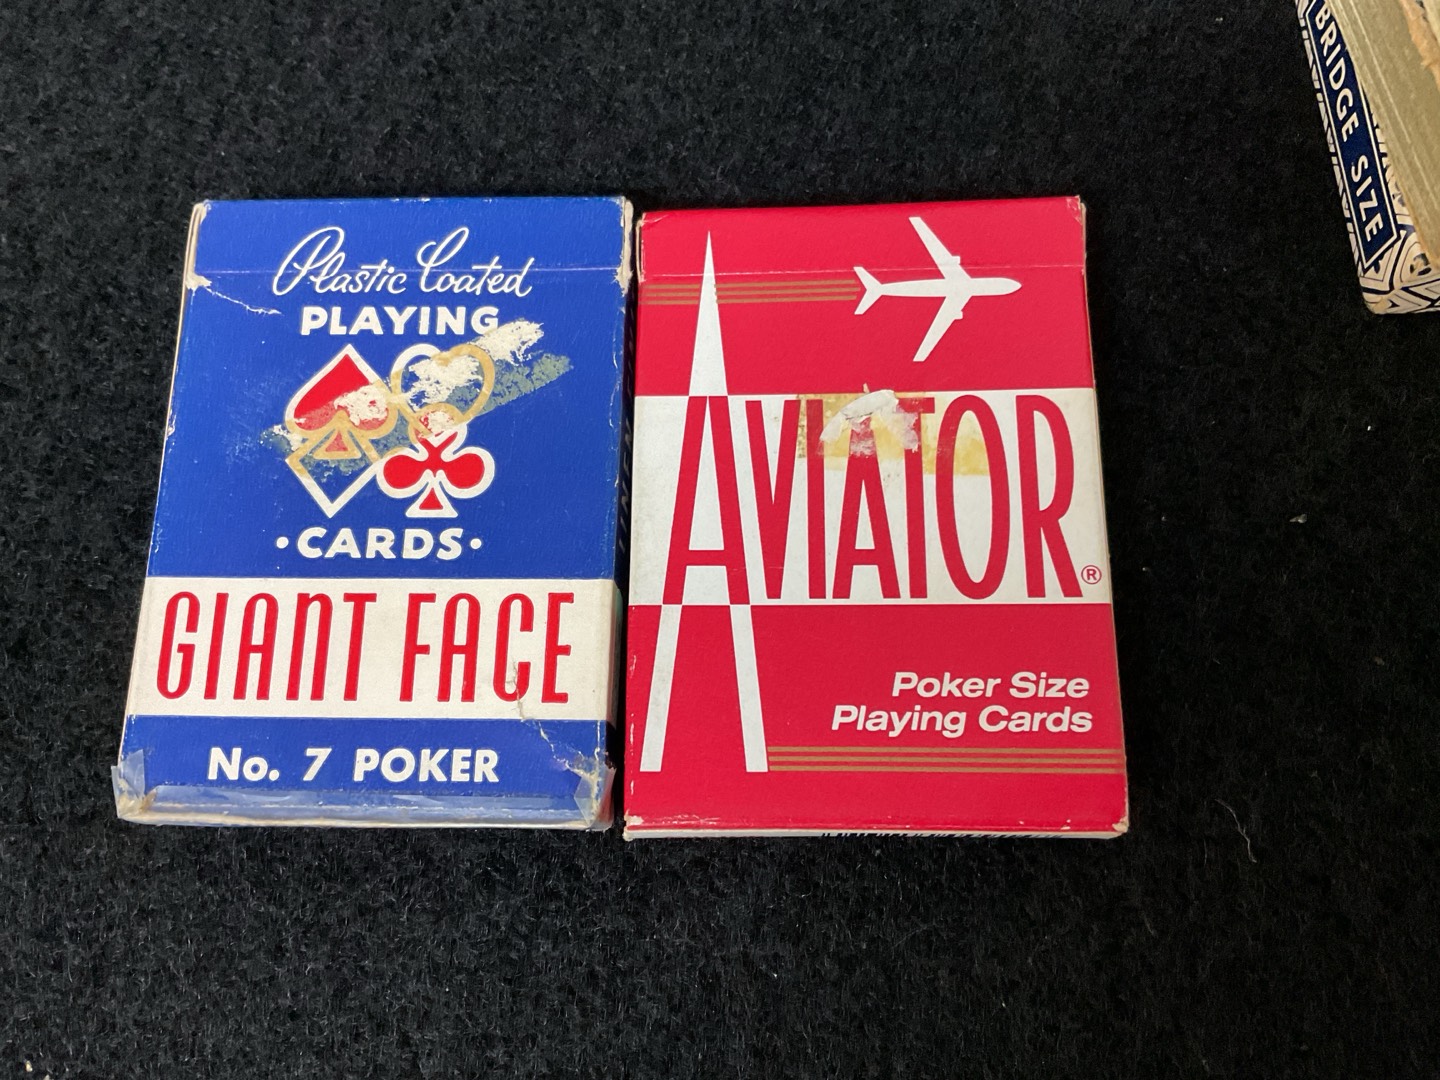 Plastic Coated
PLAYING
•CARDS•
GIANT FACE
No. 7 POKER
AVIATOR®
Poker Size
Playing Cards
BRIDGE SIZE